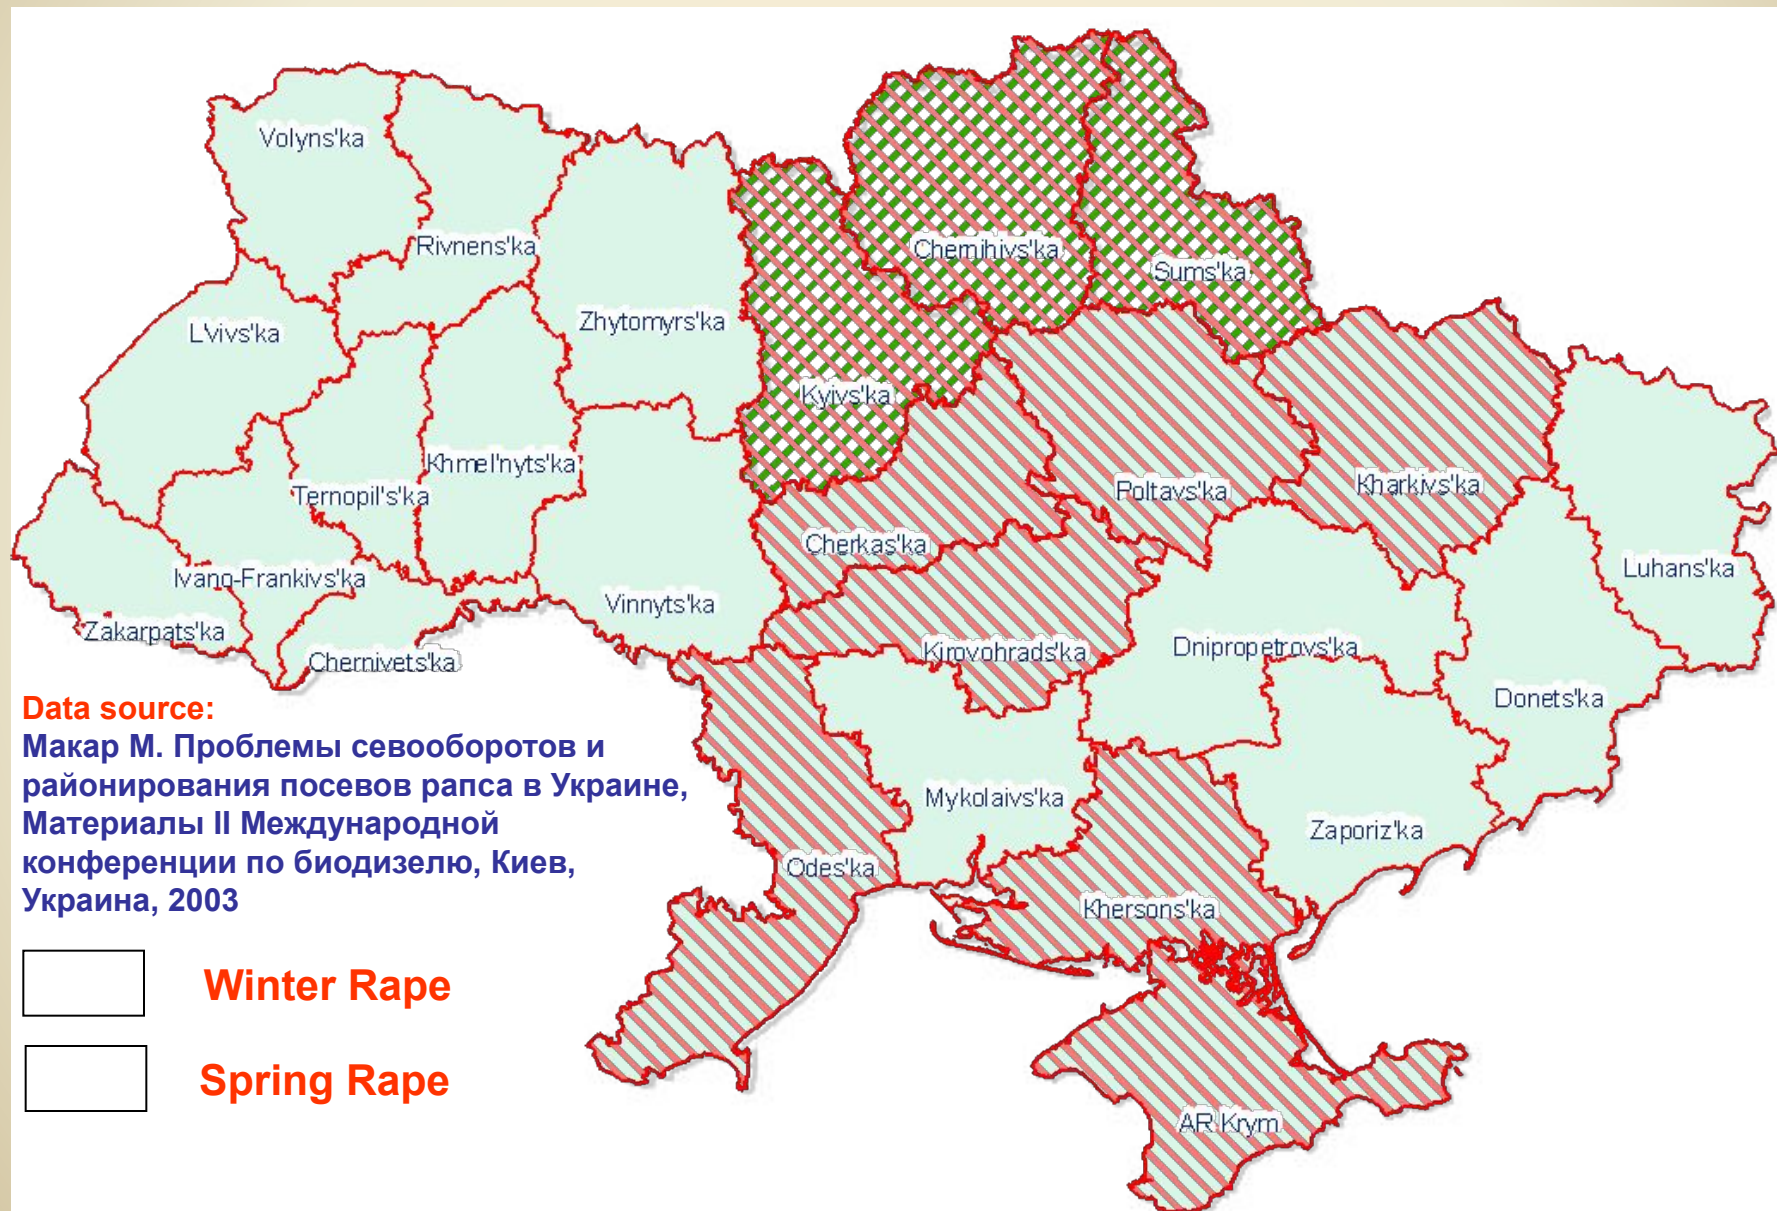 Volyns'ka
Rivnens'ka
Chernihivs'ka
Sums'ka
L'vivs'ka
Zhytomyrs'ka
Kyivs'ka
Khmel'nyts'ka
Ternopil's'ka
Poltavs'ka
Kharkivs'ka
Cherkas'ka
Luhans'ka
Ivano-Frankivs'ka
Vinnyts'ka
Zakarpats'ka
Chernivets'ka
Kirovohrads'ka
Dnipropetrovs'ka
Donets'ka
Mykolaivs'ka
Zaporiz'ka
Odes'ka
Khersons'ka
AR Krym
Data source:
Макар М. Проблемы севооборотов и
районирования посевов рапса в Украине,
Материалы II Международной
конференции по биодизелю, Киев,
Украина, 2003
Winter Rape
Spring Rape